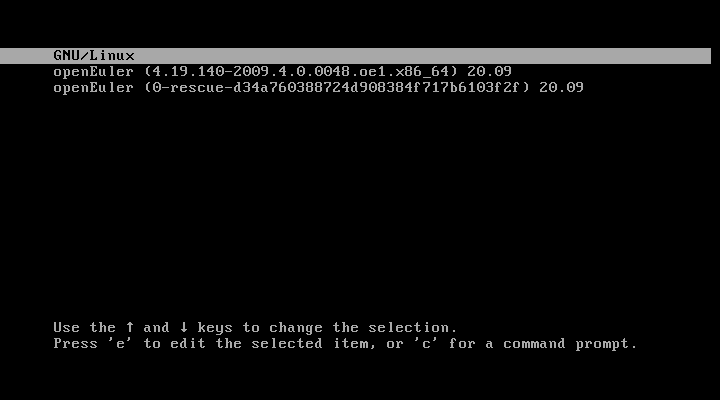 GNU/Linux
openEuler (4.19.140-2009.4.0.0048.oe1.x86_64) 20.09
openEuler (0-rescue-d34a760388724d908384f717b6103f2f) 20.09
Use the ↑ and ↓ keys to change the selection.
Press 'e' to edit the selected item, or 'c' for a command prompt.